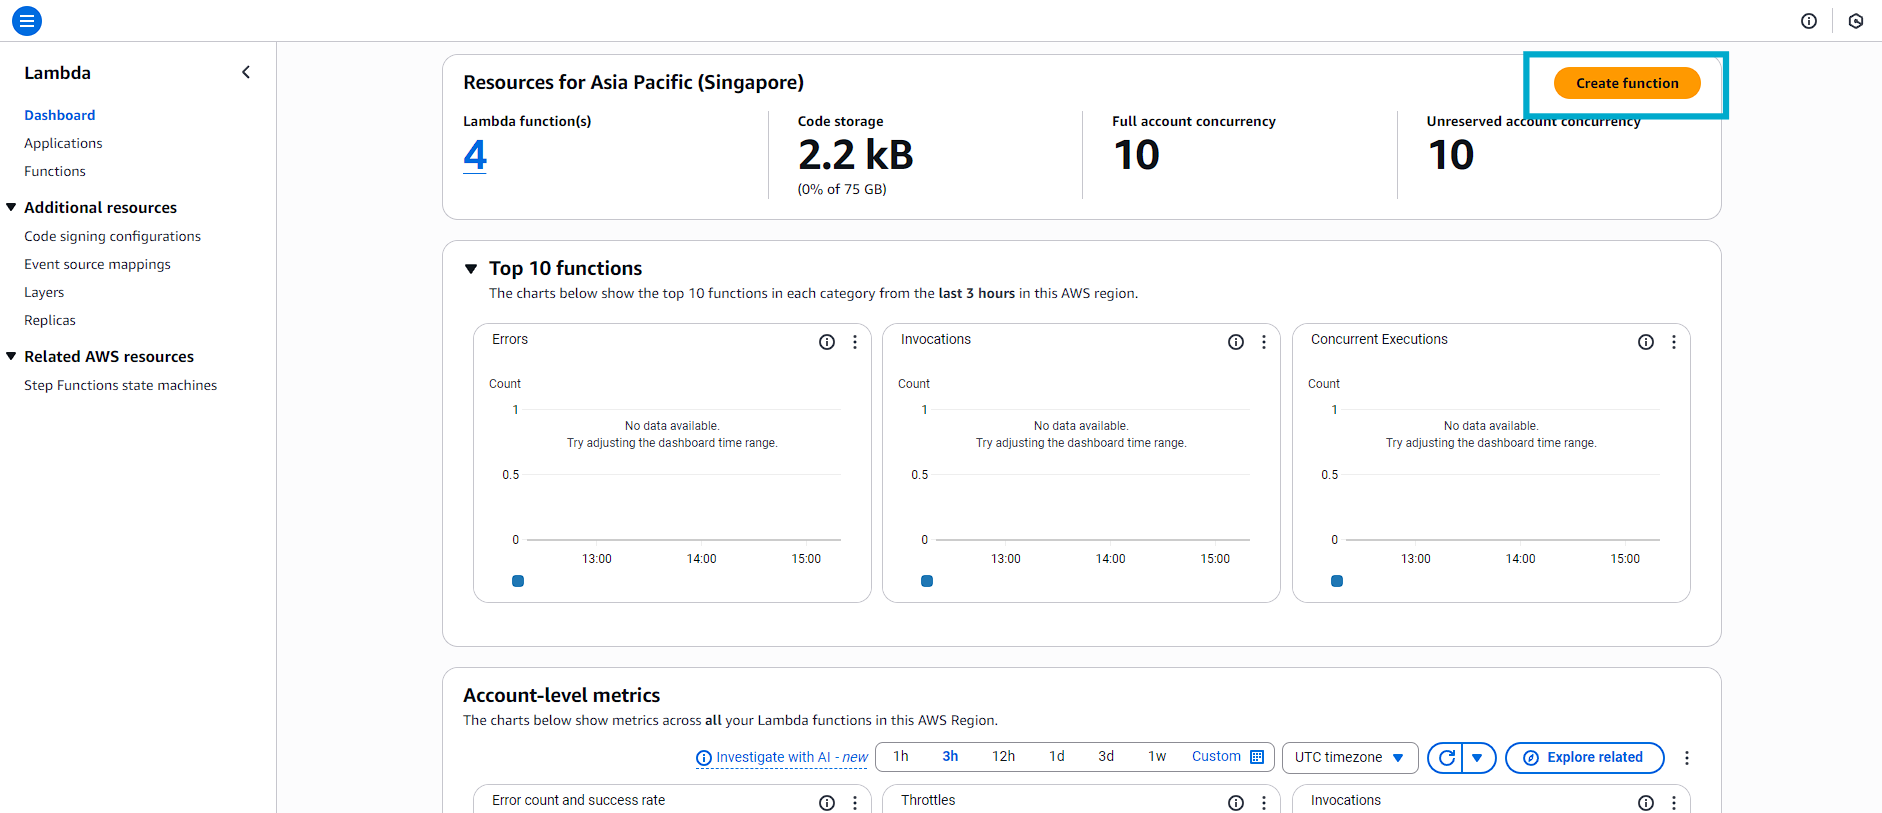 Lambda
Dashboard
Applications
Functions
Additional resources
Code signing configurations
Event source mappings
Layers
Replicas
Related AWS resources
Step Functions state machines
Resources for Asia Pacific (Singapore)
Create function
Lambda function(s)
4
Code storage
2.2 kB
(0% of 75 GB)
Full account concurrency
10
Unreserved account concurrency
10
Top 10 functions
The charts below show the top 10 functions in each category from the last 3 hours in this AWS region.
Errors
Count
1
No data available.
Try adjusting the dashboard time range.
0.5
0
13:00 14:00 15:00
Invocations
Count
1
No data available.
Try adjusting the dashboard time range.
0.5
0
13:00 14:00 15:00
Concurrent Executions
Count
1
No data available.
Try adjusting the dashboard time range.
0.5
0
13:00 14:00 15:00
Account-level metrics
The charts below show metrics across all your Lambda functions in this AWS Region.
Investigate with AI - new
1h 3h 12h 1d 3d 1w Custom
UTC timezone
Explore related
Error count and success rate
Throttles
Invocations